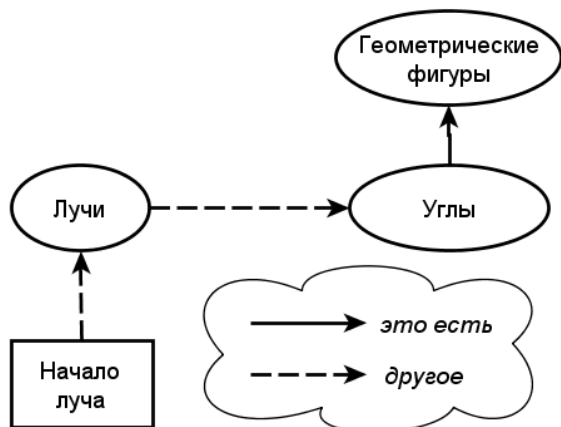 Геометрические
фигуры
Лучи
Углы
Начало
луча
это есть
другое